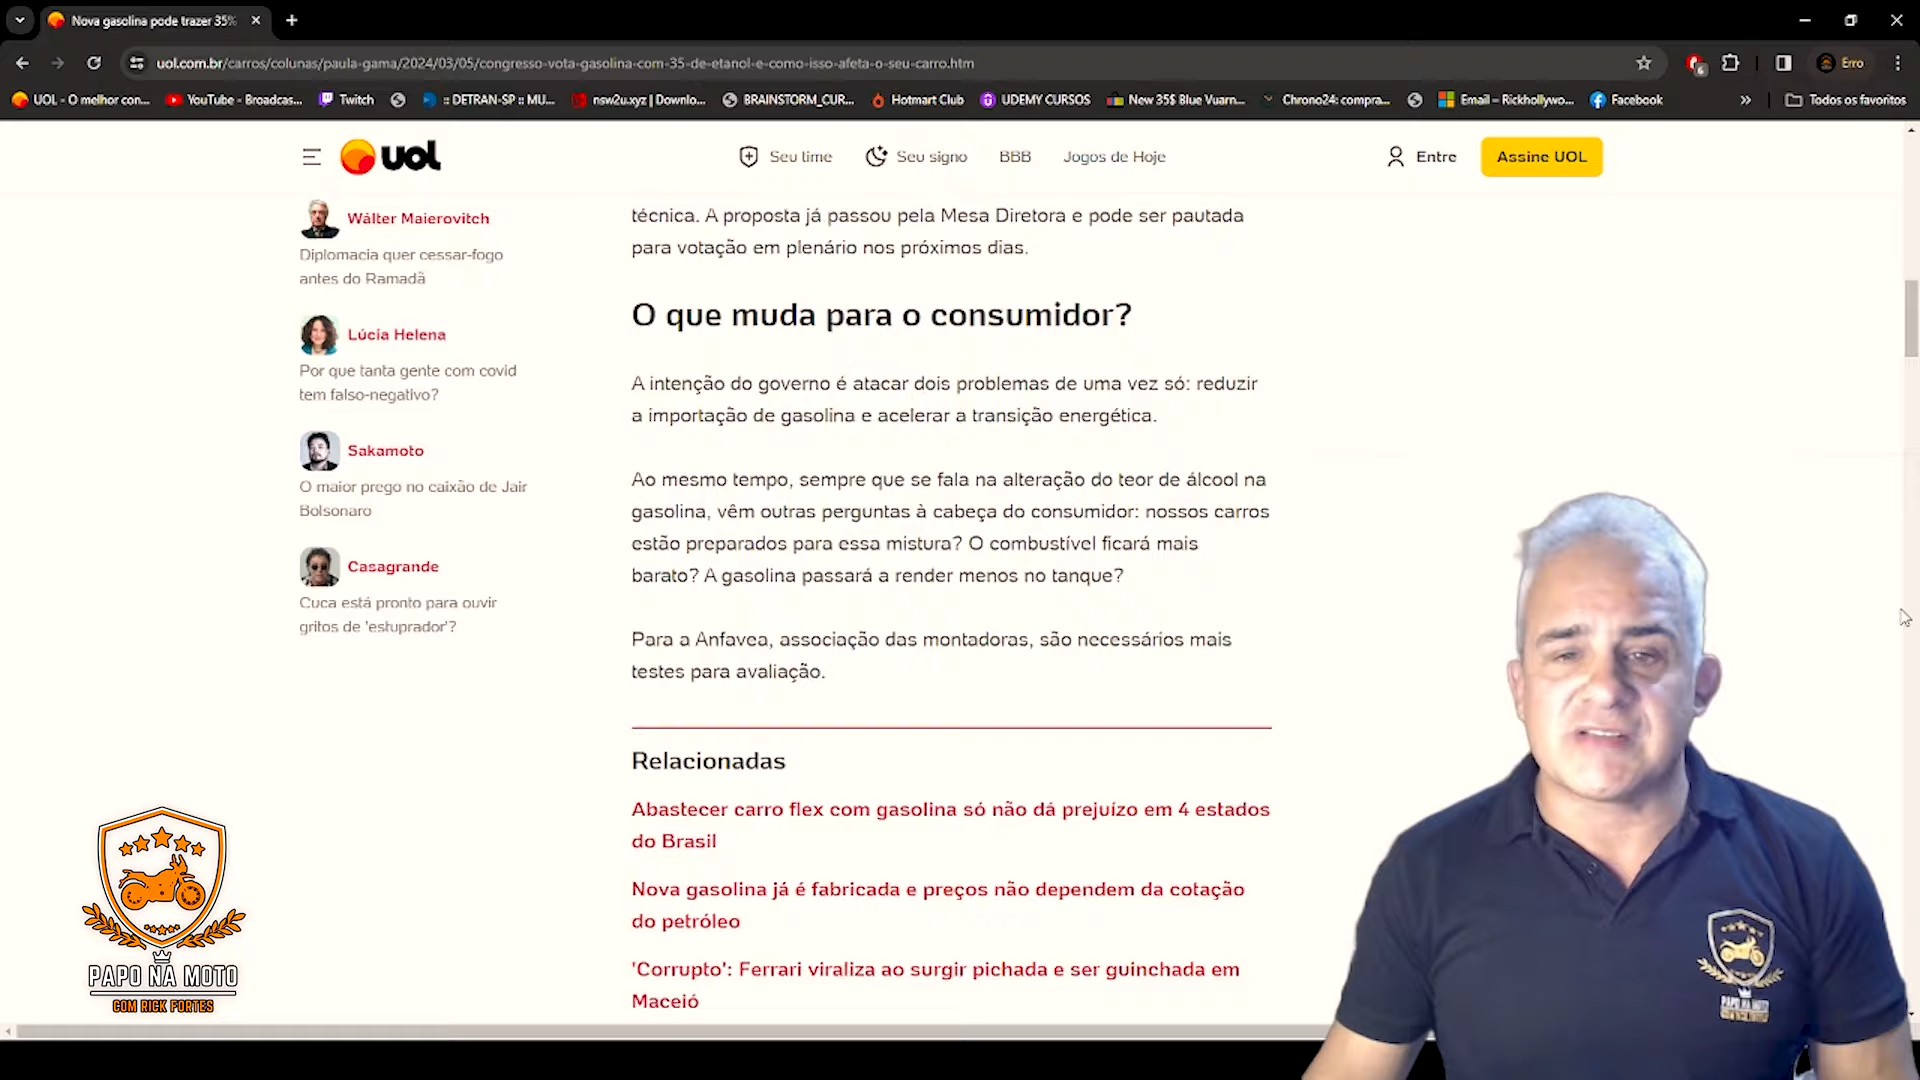 Nova gasolina pode trazer 35%
uol.com.br/carros/colunas/paula-gama/2024/03/05/congresso-vota-gasolina-com-35-de-etanol-e-como-isso-afeta-o-seu-carro.htm
6
Erro
UOL - O melhor con...
YouTube - Broadcas...
Twitch
:: DETRAN-SP :: MU...
nsw2u.xyz | Downlo...
BRAINSTORM_CUR...
Hotmart Club
UDEMY CURSOS
New 35$ Blue Vuarn...
Chrono24: compra...
Email – Rickhollywo...
Facebook
»
Todos os favoritos
uol
Seu time
Seu signo
BBB
Jogos de Hoje
Entre
Assine UOL
Wálter Maierovitch
Diplomacia quer cessar-fogo
antes do Ramadã
Lúcia Helena
Por que tanta gente com covid
tem falso-negativo?
Sakamoto
O maior prego no caixão de Jair
Bolsonaro
Casagrande
Cuca está pronto para ouvir
gritos de 'estuprador'?
técnica. A proposta já passou pela Mesa Diretora e pode ser pautada
para votação em plenário nos próximos dias.
O que muda para o consumidor?
A intenção do governo é atacar dois problemas de uma vez só: reduzir
a importação de gasolina e acelerar a transição energética.
Ao mesmo tempo, sempre que se fala na alteração do teor de álcool na
gasolina, vêm outras perguntas à cabeça do consumidor: nossos carros
estão preparados para essa mistura? O combustível ficará mais
barato? A gasolina passará a render menos no tanque?
Para a Anfavea, associação das montadoras, são necessários mais
testes para avaliação.
Relacionadas
Abastecer carro flex com gasolina só não dá prejuízo em 4 estados
do Brasil
Nova gasolina já é fabricada e preços não dependem da cotação
do petróleo
'Corrupto': Ferrari viraliza ao surgir pichada e ser guinchada em
Maceió
PAPO NA MOTO
COM RICK FORTES
PAPO NA MOTO